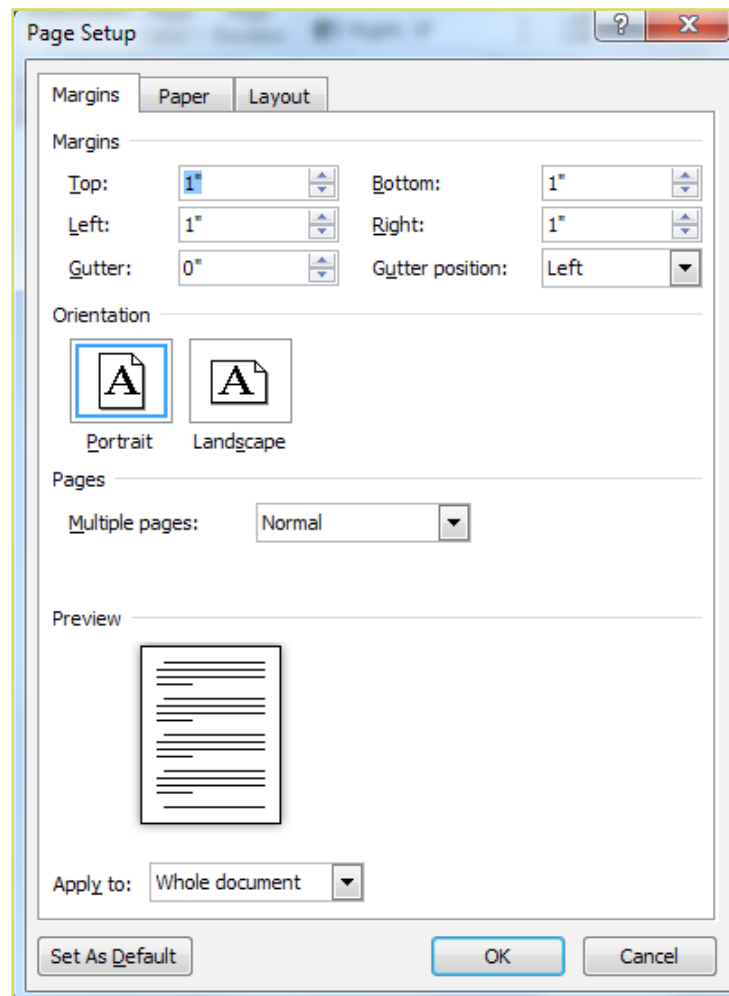 Page Setup
Margins Paper Layout
Margins
Top: 1" Bottom: 1"
Left: 1" Right: 1"
Gutter: 0" Gutter position: Left
Orientation
A A
Portrait Landscape
Pages
Multiple pages: Normal
Preview
Apply to: Whole document
Set As Default OK Cancel